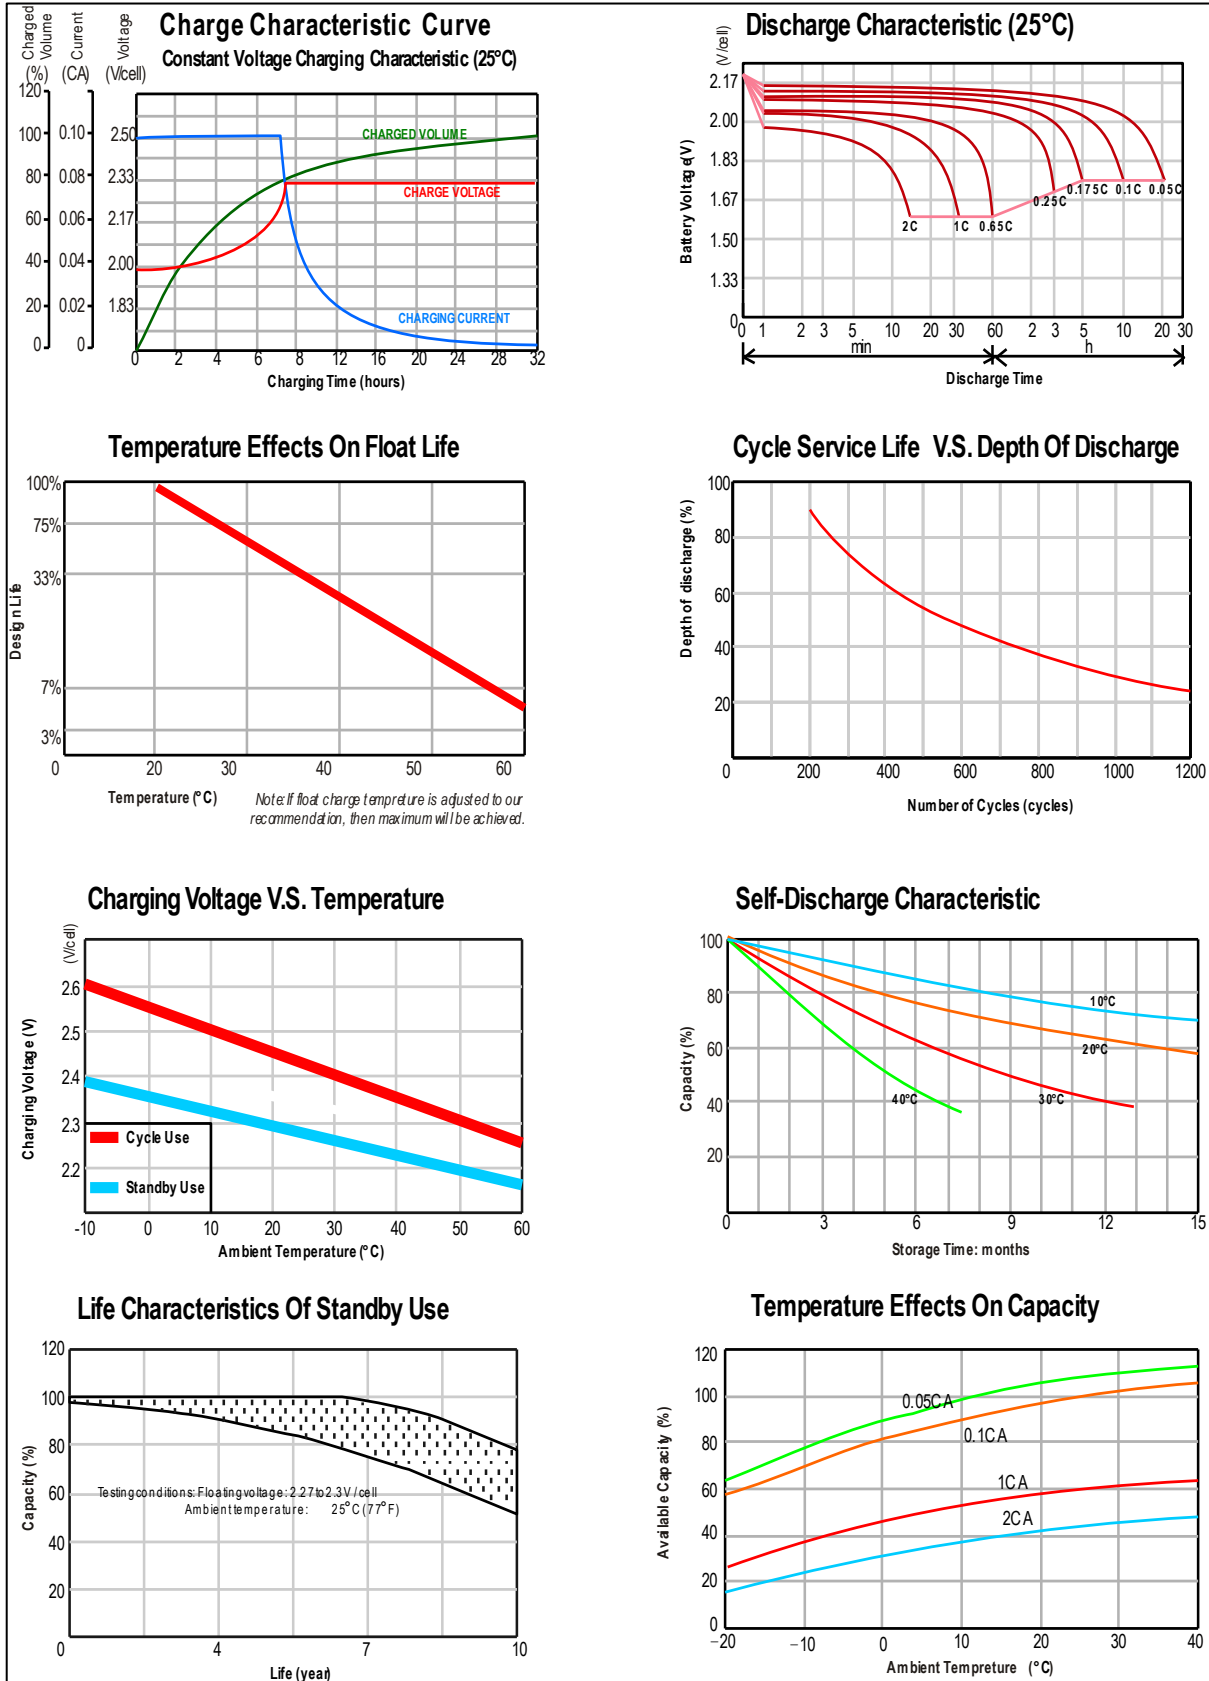 Charge Characteristic Curve
Constant Voltage Charging Characteristic (25°C)
Charged Volume (%)
Current (CA)
Voltage (V/cell)
120
100
80
60
40
20
0
0.10
0.08
0.06
0.04
0.02
0
2.50
2.33
2.17
2.00
1.83
CHARGED VOLUME
CHARGE VOLTAGE
CHARGING CURRENT
0 2 4 6 8 12 16 20 24 28 32
Charging Time (hours)
Discharge Characteristic (25°C)
(V/cell)
Battery Voltage(V)
2.17
2.00
1.83
1.67
1.50
1.33
0
2C 1C 0.65C 0.25C 0.175C 0.1C 0.05C
0 1 2 3 5 10 20 30 60 2 3 5 10 20 30
min h
Discharge Time
Temperature Effects On Float Life
Design Life
100%
75%
33%
7%
3%
0 20 30 40 50 60
Temperature (°C)
Note:If float charge tempreture is adjusted to our
recommendation, then maximum will be achieved.
Cycle Service Life V.S. Depth Of Discharge
Depth of discharge (%)
100
80
60
40
20
0 200 400 600 800 1000 1200
Number of Cycles (cycles)
Charging Voltage V.S. Temperature
(V/cell)
Charging Voltage (V)
2.6
2.5
2.4
2.3
2.2
Cycle Use
Standby Use
-10 0 10 20 30 40 50 60
Ambient Temperature (°C)
Self-Discharge Characteristic
Capacity (%)
100
80
60
40
20
10°C
20°C
30°C
40°C
0 3 6 9 12 15
Storage Time: months
Life Characteristics Of Standby Use
Capacity (%)
120
100
80
60
40
20
Testing conditions: Floating voltage: 2.27 to 2.3V/cell
Ambient temperature: 25°C (77°F)
0 4 7 10
Life (year)
Temperature Effects On Capacity
Available Capacity (%)
120
100
80
60
40
20
0
0.05CA
0.1CA
1CA
2CA
−20 −10 0 10 20 30 40
Ambient Tempreture (°C)